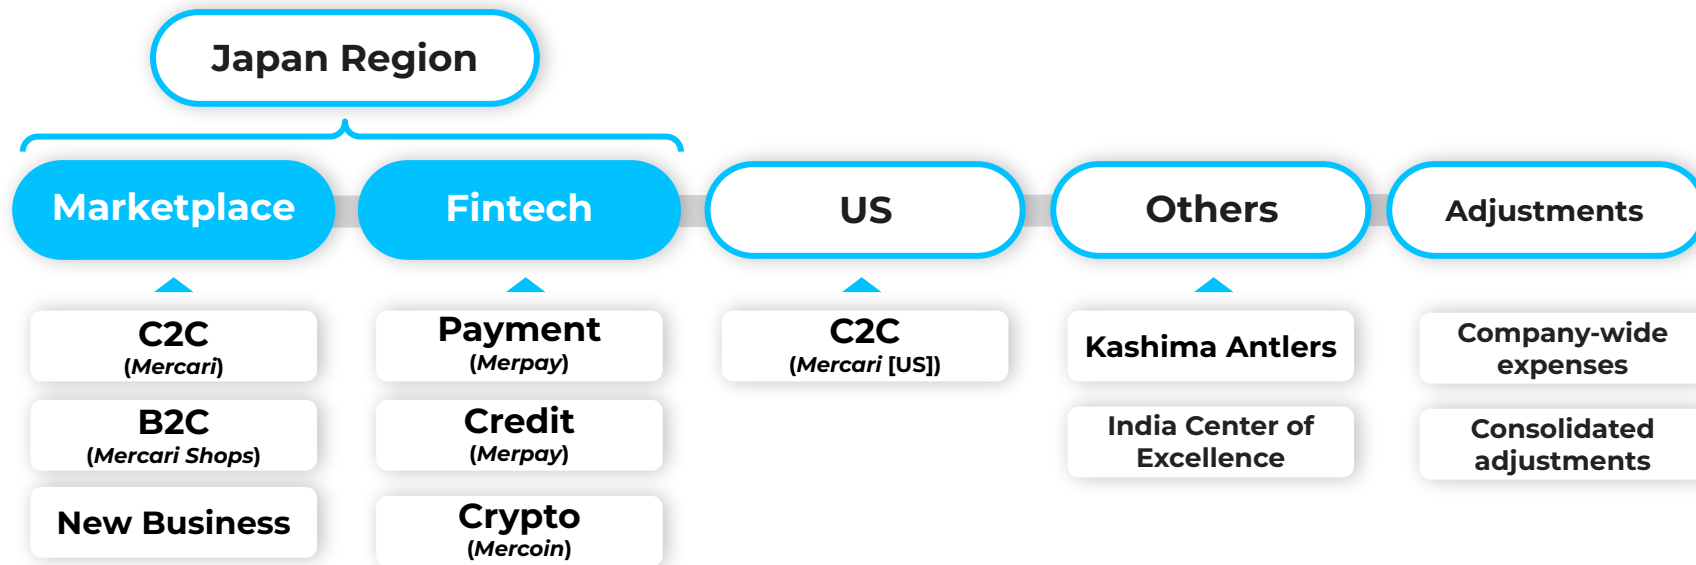 Japan Region
Marketplace
Fintech
US
Others
Adjustments
C2C
(Mercari)
B2C
(Mercari Shops)
New Business
Payment
(Merpay)
Credit
(Merpay)
Crypto
(Mercoin)
C2C
(Mercari [US])
Kashima Antlers
India Center of
Excellence
Company-wide
expenses
Consolidated
adjustments